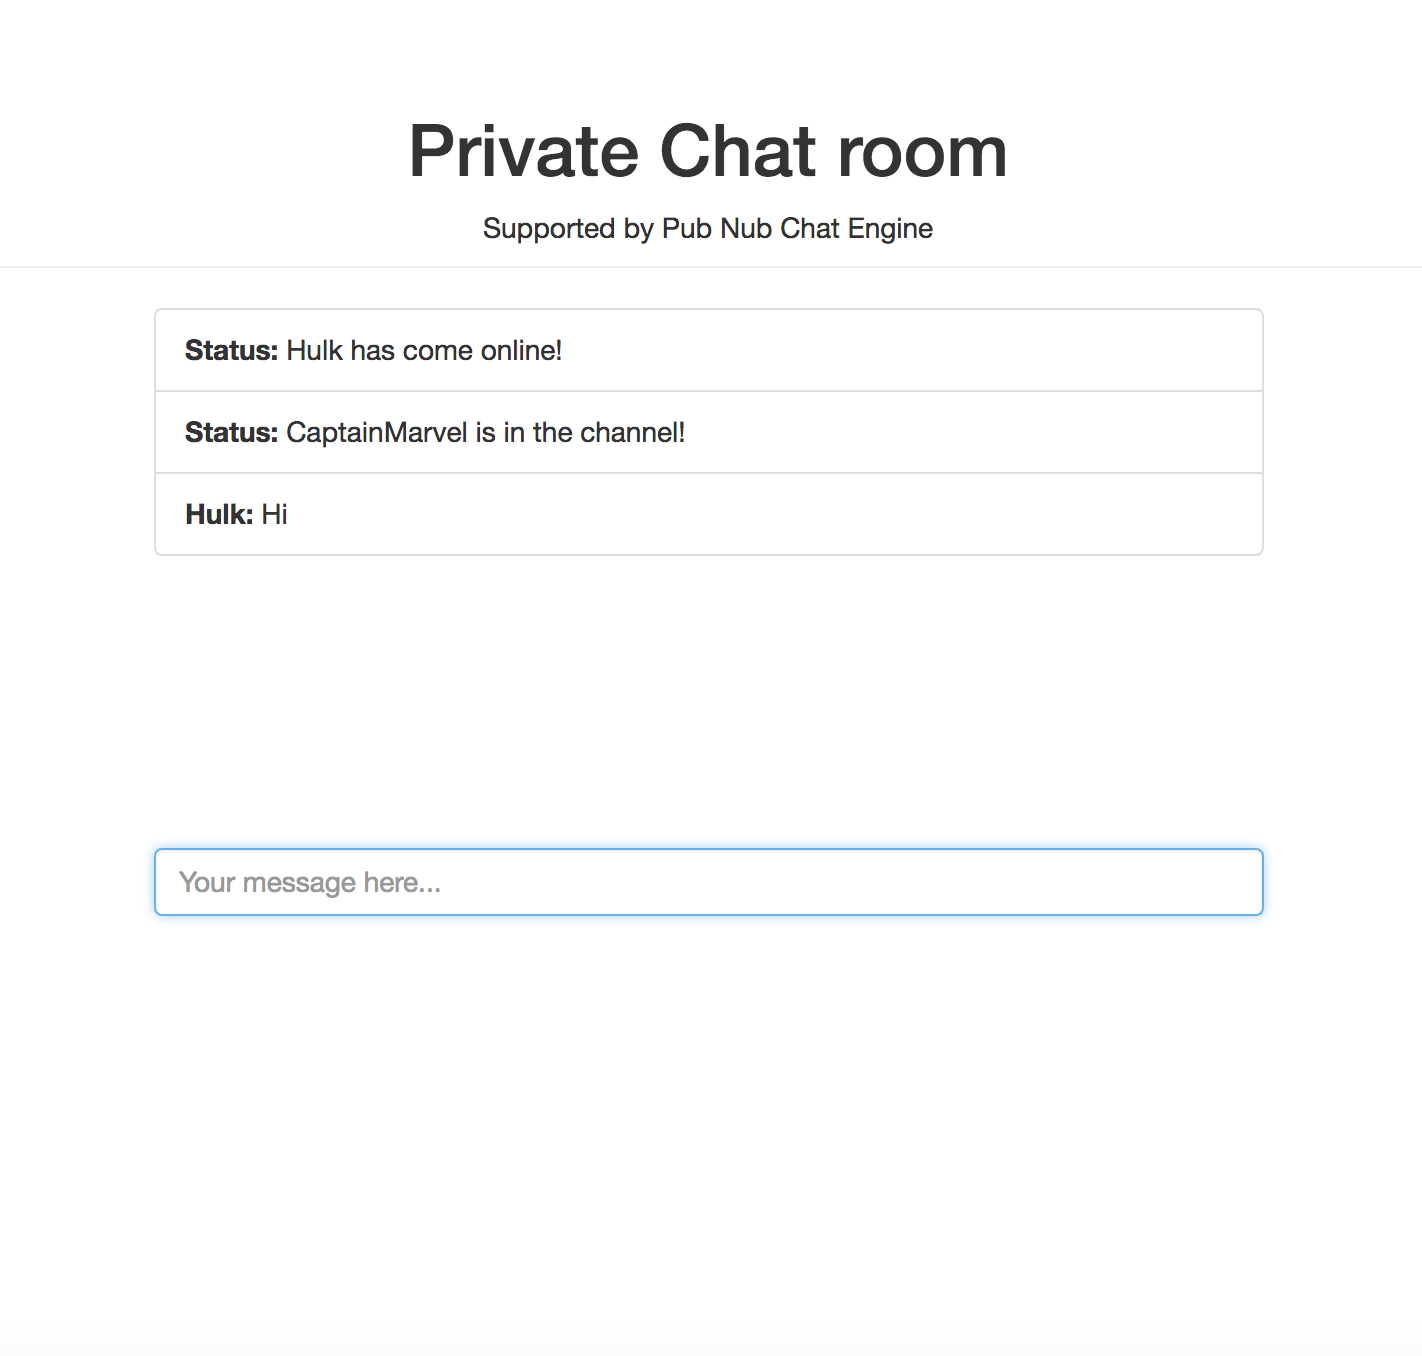 Private Chat room
Supported by Pub Nub Chat Engine
Status: Hulk has come online!
Status: CaptainMarvel is in the channel!
Hulk: Hi
Your message here...